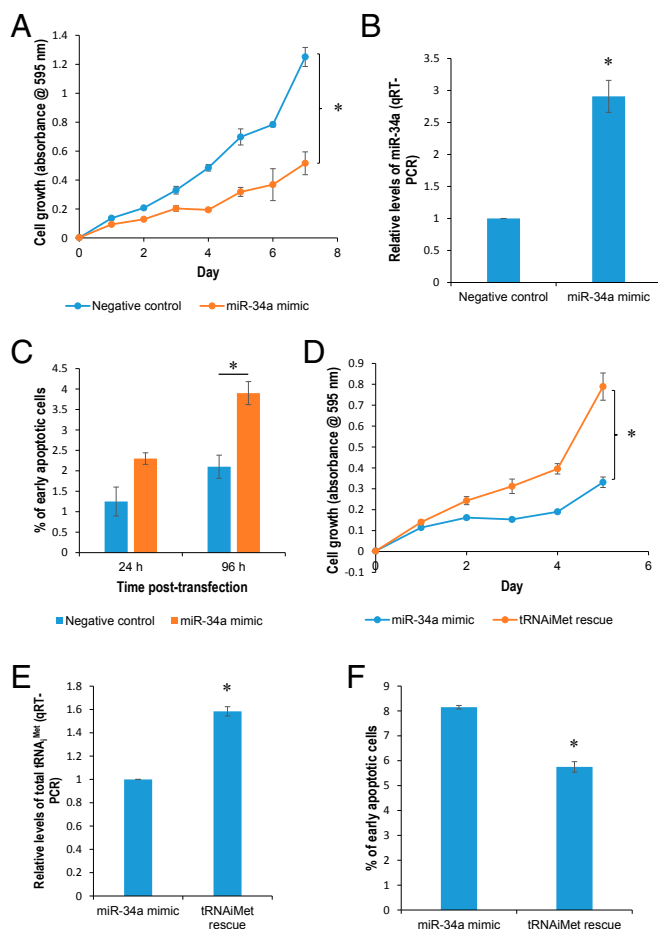 A
Cell growth (absorbance @ 595 nm)
1.4
1.2
1
0.8
0.6
0.4
0.2
0
*
0 2 4 6 8
Day
Negative control miR-34a mimic
B
Relative levels of miR-34a (qRT-
PCR)
3.5
3
2.5
2
1.5
1
0.5
0
*
Negative control miR-34a mimic
C
% of early apoptotic cells
4.5
4
3.5
3
2.5
2
1.5
1
0.5
0
*
24 h 96 h
Time post-transfection
Negative control miR-34a mimic
D
Cell growth (absorbance @ 595 nm)
0.9
0.8
0.7
0.6
0.5
0.4
0.3
0.2
0.1
0
-0.1
*
0 2 4 6
Day
miR-34a mimic tRNAiMet rescue
E
Relative levels of total tRNAiMet (qRT-
PCR)
1.8
1.6
1.4
1.2
1
0.8
0.6
0.4
0.2
0
*
miR-34a mimic tRNAiMet
rescue
F
% of early apoptotic cells
9
8
7
6
5
4
3
2
1
0
*
miR-34a mimic tRNAiMet rescue